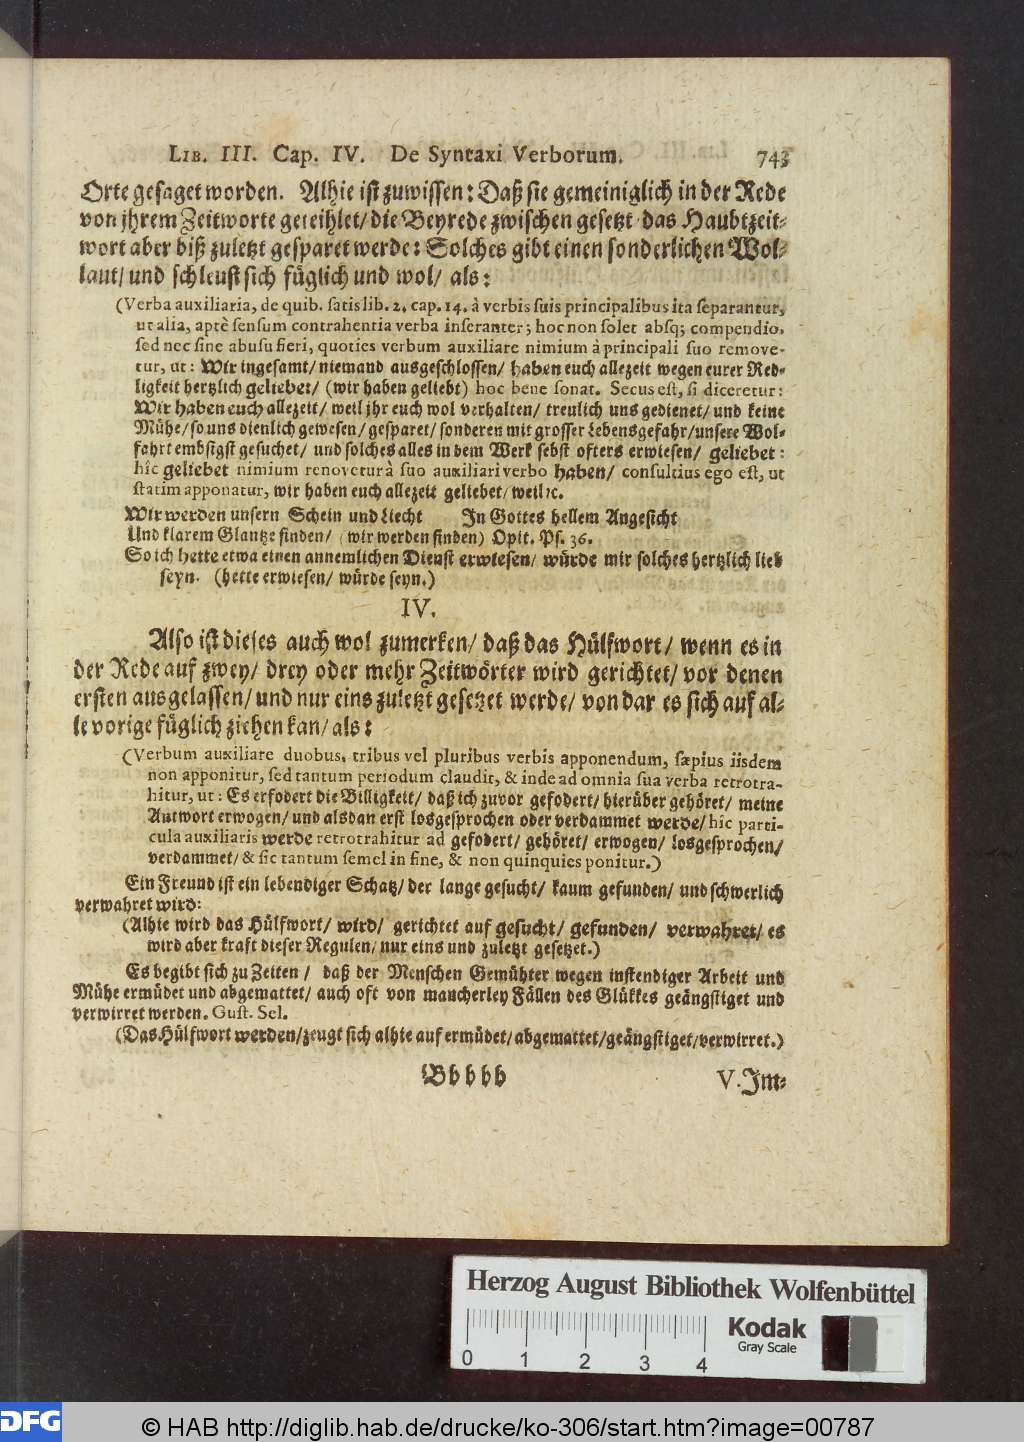 LIB. III. Cap. IV. De Syntaxi Verborum. 743
Orte gesaget worden. Alhie ist zuwissen: Daß sie gemeiniglich in der Rede
von jhrem Zeitworte geteihlet/ die Beyrede zwischen gesetzt das Haubtzeit-
wort aber biß zuletzt gesparet werde: Solches gibt einen sonderlichen Wol-
laut/ und schleust sich füglich und wol/ als:
(Verba auxiliaria, de quib. satis lib. 2. cap. 14. à verbis suis principalibus ita separantur,
ut alia, aptè sensum contrahentia verba inserantur; hoc non solet absq; compendio,
sed nec sine abusu fieri, quoties verbum auxiliare nimium à principali suo remove-
tur, ut: Wir ingesamt/ niemand ausgeschlossen/ haben euch allezeit wegen eurer Red-
ligkeit hertzlich geliebet/ (wir haben geliebt) hoc bene sonat. Secus est, si diceretur:
Wir haben euch allezeit/ weil jhr euch wol verhalten/ treulich uns gedienet/ und keine
Mühe/ so uns dienlich gewesen/ gesparet/ sonderen mit grosser Lebensgefahr/ unsere Wol-
fahrt embsigst gesuchet/ und solches alles in dem Werk sebst ofters erwiesen/ geliebet:
hîc geliebet nimium renovetur à suo auxiliari verbo haben/ consultius ego est, ut
statim apponatur, wir haben euch allezeit geliebet/ weil ꝛc.
Wir werden unsern Schein und Liecht In Gottes hellem Angesicht
Und klarem Glantze finden/ (wir werden finden) Opit. Ps. 36.
So ich hette etwa einen annemlichen Dienst erwiesen/ würde mir solches hertzlich lieb
seyn. (hette erwiesen/ würde seyn.)
IV.
Also ist dieses auch wol zumerken/ daß das Hülfwort/ wenn es in
der Rede auf zwey/ drey oder mehr Zeitwörter wird gerichtet/ vor denen
ersten ausgelassen/ und nur eins zuletzt gesetzet werde/ von dar es sich auf al-
le vorige füglich ziehen kan/ als:
(Verbum auxiliare duobus, tribus vel pluribus verbis apponendum, sæpius iisdem
non apponitur, sed tantum periodum claudit, & inde ad omnia sua verba retrotra-
hitur, ut: Es erfodert die Billigkeit/ daß ich zuvor gefodert/ hierüber gehöret/ meine
Antwort erwogen/ und alsdan erst losgesprochen oder verdammet werde/ hic parti-
cula auxiliaris werde retrotrahitur ad gefodert/ gehöret/ erwogen/ losgesprochen/
verdammet/ & sic tantum semel in fine, & non quinquies ponitur.)
Ein Freund ist ein lebendiger Schatz/ der lange gesucht/ kaum gefunden/ und schwerlich
verwahret wird:
(Alhie wird das Hülfwort/ wird/ gerichtet auf gesucht/ gefunden/ verwahret/ es
wird aber kraft dieser Regulen/ nur eins und zuletzt gesetzet.)
Es begibt sich zu Zeiten/ daß der Menschen Gemühter wegen instendiger Arbeit und
Mühe ermüdet und abgemattet/ auch oft von mancherley Fällen des Glükkes geängstiget und
verwirret werden. Gust. Sel.
(Das Hülfwort werden/ zeugt sich alhie auf ermüdet/ abgemattet/ geängstiget/ verwirret.)
Bbbbb V. Im-
Herzog August Bibliothek Wolfenbüttel
Kodak
Gray Scale
0 1 2 3 4
DFG © HAB http://diglib.hab.de/drucke/ko-306/start.htm?image=00787